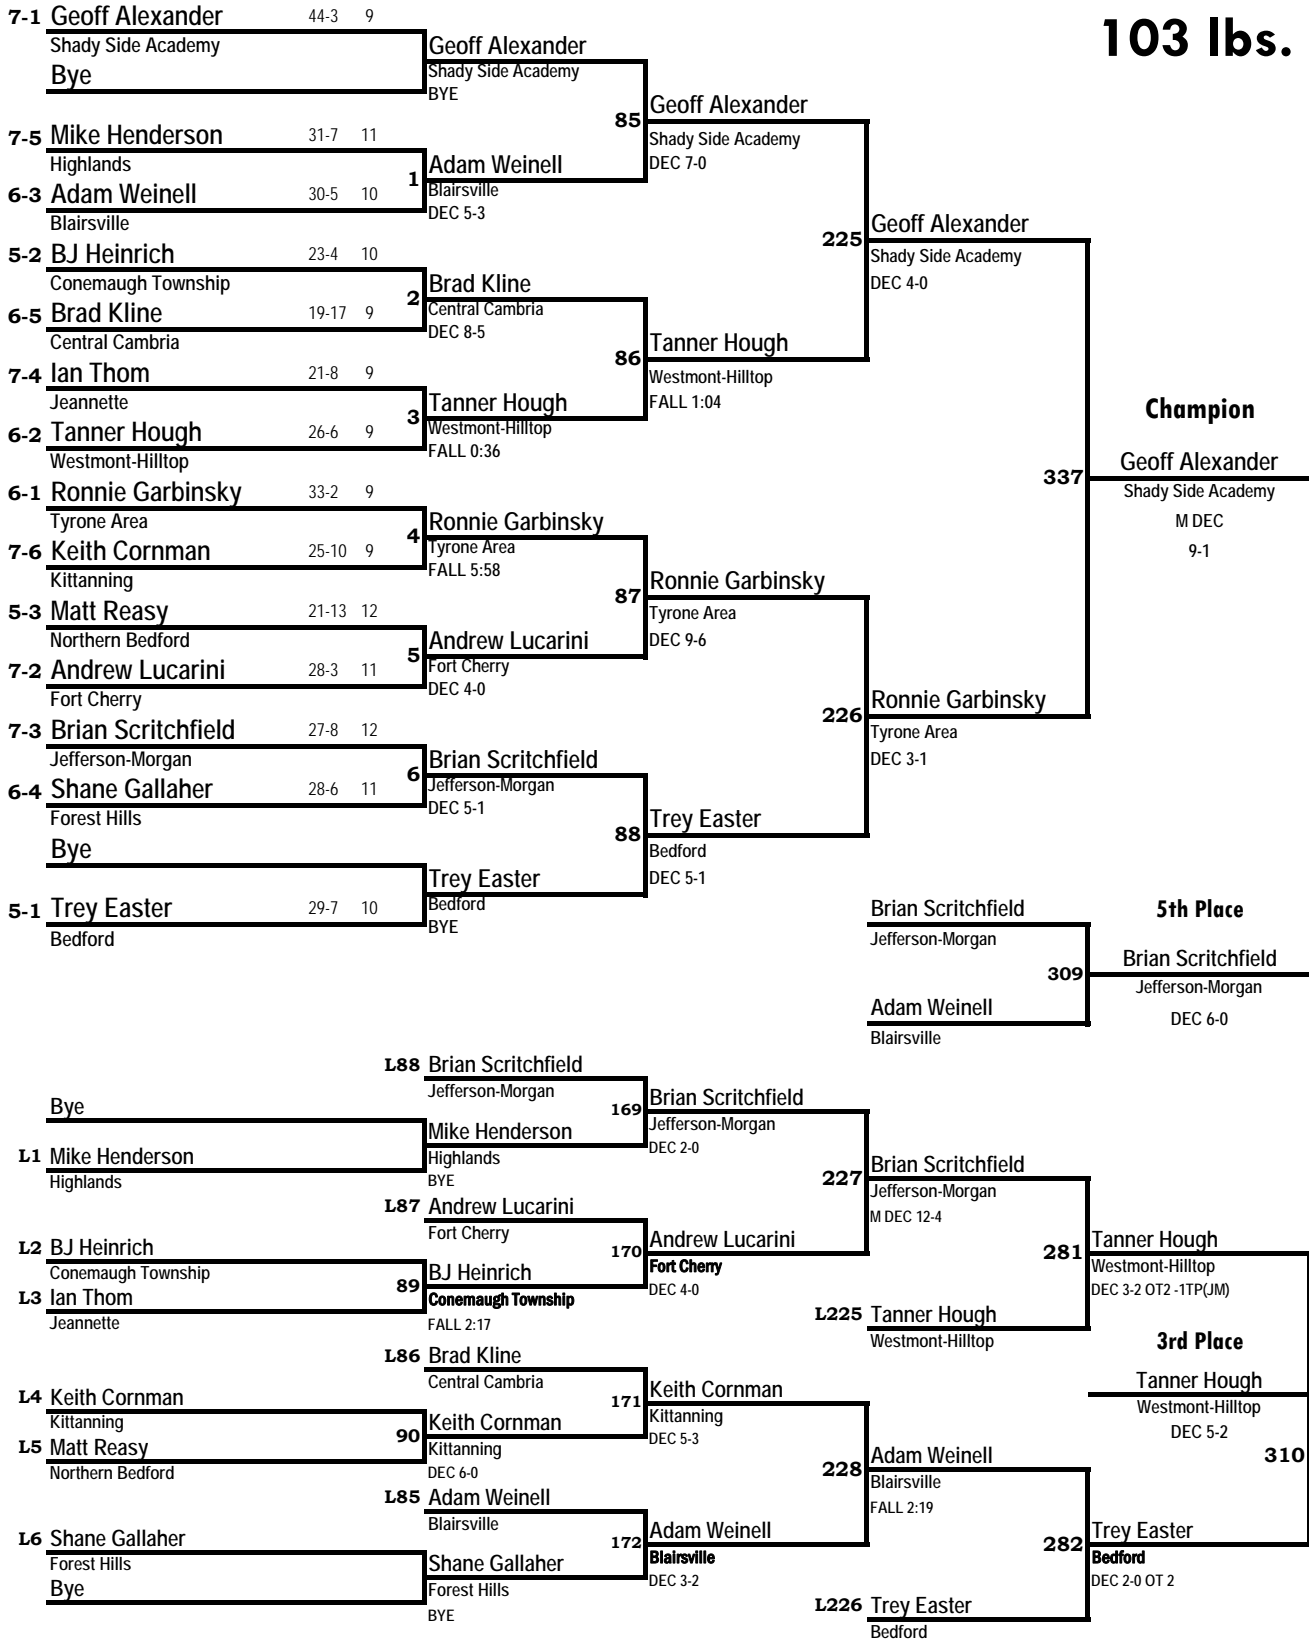 103 lbs.
7-1 Geoff Alexander 44-3 9
Shady Side Academy
Bye
Geoff Alexander
Shady Side Academy
BYE
7-5 Mike Henderson 31-7 11
Highlands
6-3 Adam Weinell 30-5 10
Blairsville
1
Adam Weinell
Blairsville
DEC 5-3
85
Geoff Alexander
Shady Side Academy
DEC 7-0
5-2 BJ Heinrich 23-4 10
Conemaugh Township
6-5 Brad Kline 19-17 9
Central Cambria
2
Brad Kline
Central Cambria
DEC 8-5
7-4 Ian Thom 21-8 9
Jeannette
6-2 Tanner Hough 26-6 9
Westmont-Hilltop
3
Tanner Hough
Westmont-Hilltop
FALL 0:36
86
Tanner Hough
Westmont-Hilltop
FALL 1:04
225
Geoff Alexander
Shady Side Academy
DEC 4-0
6-1 Ronnie Garbinsky 33-2 9
Tyrone Area
7-6 Keith Cornman 25-10 9
Kittanning
4
Ronnie Garbinsky
Tyrone Area
FALL 5:58
5-3 Matt Reasy 21-13 12
Northern Bedford
7-2 Andrew Lucarini 28-3 11
Fort Cherry
5
Andrew Lucarini
Fort Cherry
DEC 4-0
87
Ronnie Garbinsky
Tyrone Area
DEC 9-6
7-3 Brian Scritchfield 27-8 12
Jefferson-Morgan
6-4 Shane Gallaher 28-6 11
Forest Hills
6
Brian Scritchfield
Jefferson-Morgan
DEC 5-1
Bye
5-1 Trey Easter 29-7 10
Bedford
Trey Easter
Bedford
BYE
88
Trey Easter
Bedford
DEC 5-1
226
Ronnie Garbinsky
Tyrone Area
DEC 3-1
337
Champion
Geoff Alexander
Shady Side Academy
M DEC
9-1
Brian Scritchfield
Jefferson-Morgan
Adam Weinell
Blairsville
309
5th Place
Brian Scritchfield
Jefferson-Morgan
DEC 6-0
L88 Brian Scritchfield
Jefferson-Morgan
Bye
L1 Mike Henderson
Highlands
Mike Henderson
Highlands
BYE
169
Brian Scritchfield
Jefferson-Morgan
DEC 2-0
L87 Andrew Lucarini
Fort Cherry
L2 BJ Heinrich
Conemaugh Township
L3 Ian Thom
Jeannette
89
BJ Heinrich
Conemaugh Township
FALL 2:17
170
Andrew Lucarini
Fort Cherry
DEC 4-0
227
Brian Scritchfield
Jefferson-Morgan
M DEC 12-4
L225 Tanner Hough
Westmont-Hilltop
281
Tanner Hough
Westmont-Hilltop
DEC 3-2 OT2 -1TP(JM)
L86 Brad Kline
Central Cambria
L4 Keith Cornman
Kittanning
L5 Matt Reasy
Northern Bedford
90
Keith Cornman
Kittanning
DEC 6-0
171
Keith Cornman
Kittanning
DEC 5-3
L85 Adam Weinell
Blairsville
L6 Shane Gallaher
Forest Hills
Bye
Shane Gallaher
Forest Hills
BYE
172
Adam Weinell
Blairsville
DEC 3-2
228
Adam Weinell
Blairsville
FALL 2:19
L226 Trey Easter
Bedford
282
Trey Easter
Bedford
DEC 2-0 OT 2
3rd Place
Tanner Hough
Westmont-Hilltop
DEC 5-2
310